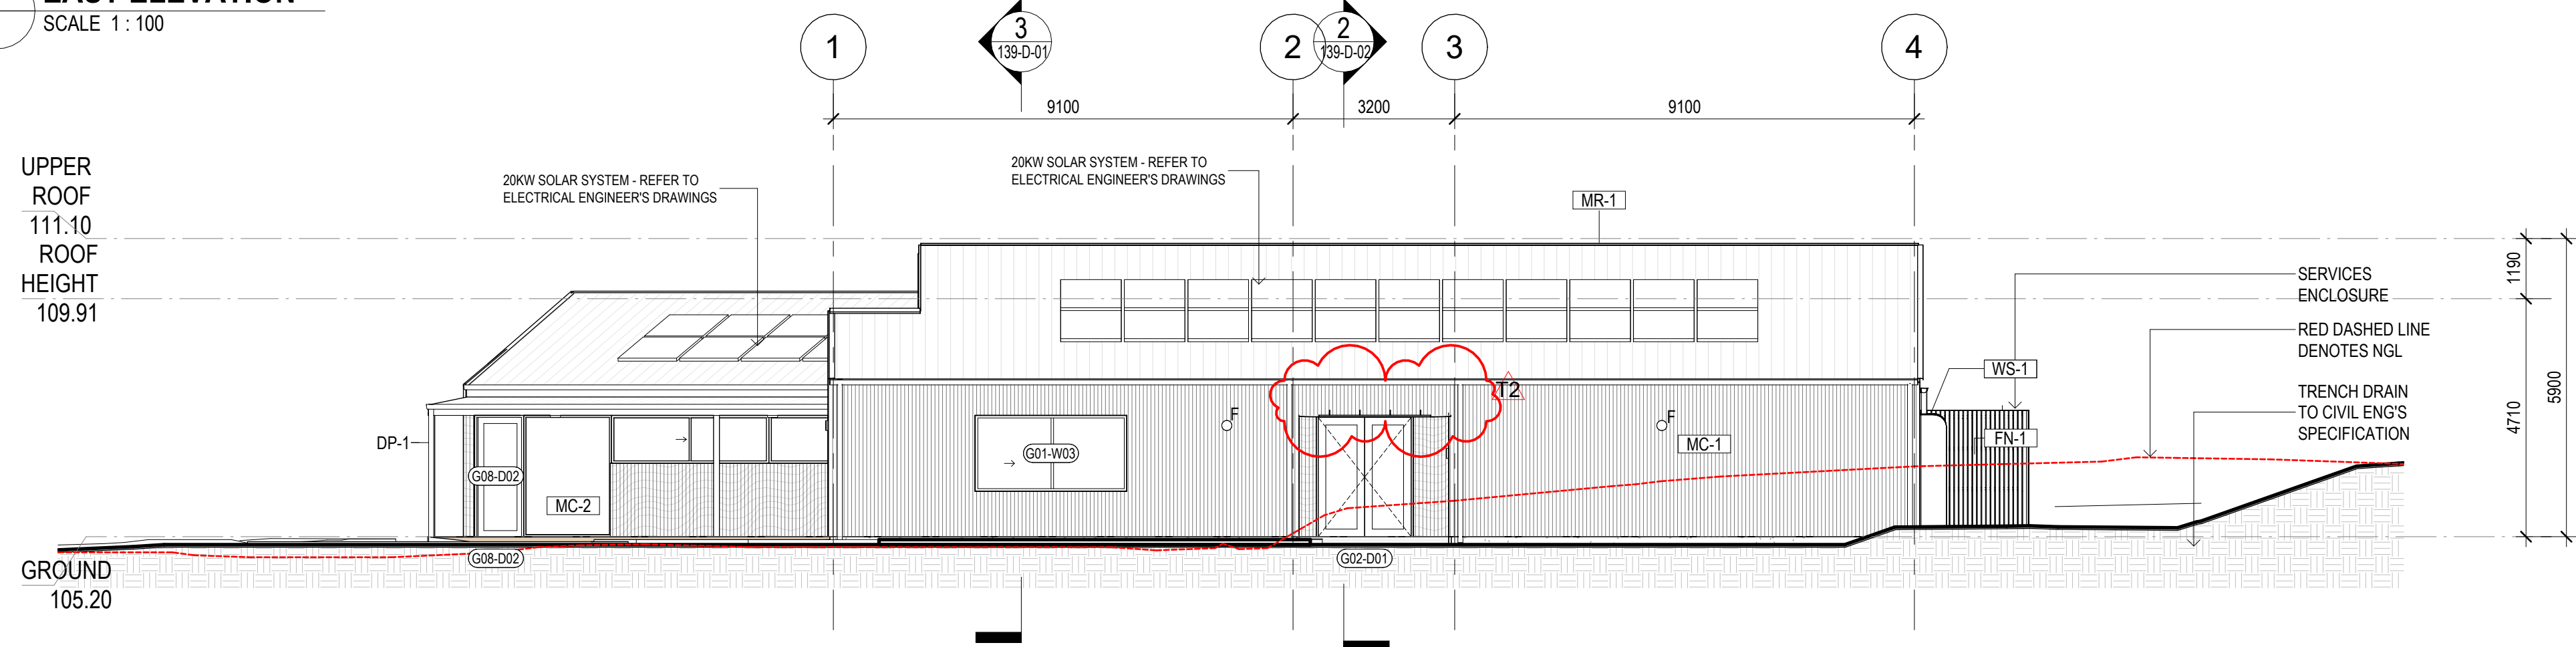 EAST ELEVATION
SCALE 1 : 100
1
3
139-D-01
2
2
139-D-02
3
4
9100
3200
9100
UPPER
ROOF
111.10
ROOF
HEIGHT
109.91
20KW SOLAR SYSTEM - REFER TO
ELECTRICAL ENGINEER'S DRAWINGS
20KW SOLAR SYSTEM - REFER TO
ELECTRICAL ENGINEER'S DRAWINGS
MR-1
SERVICES
ENCLOSURE
RED DASHED LINE
DENOTES NGL
WS-1
TRENCH DRAIN
TO CIVIL ENG'S
SPECIFICATION
1190
4710
5900
T2
F
F
DP-1
G01-W03
MC-1
FN-1
G08-D02
MC-2
G08-D02
G02-D01
GROUND
105.20